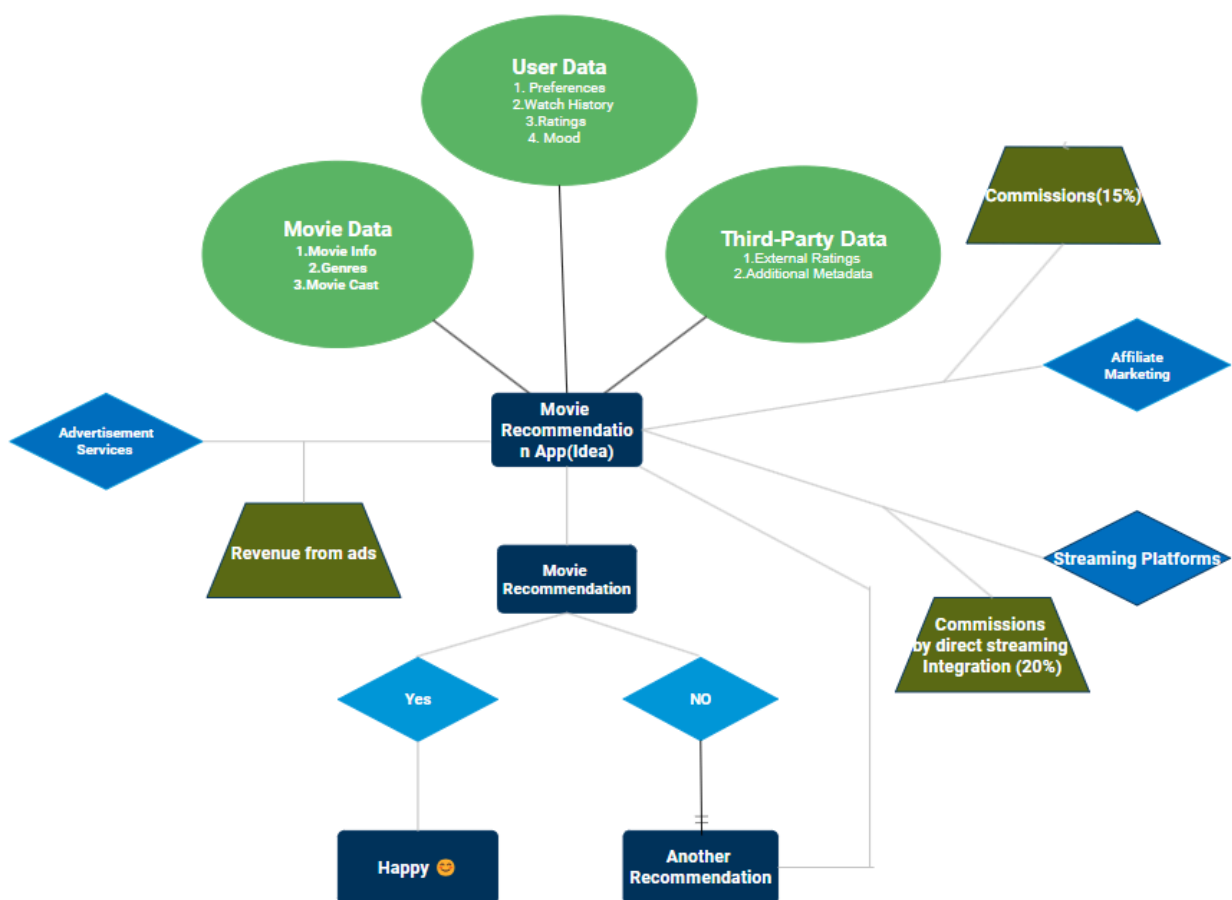 User Data
1. Preferences
2.Watch History
3.Ratings
4. Mood
Movie Data
1.Movie Info
2.Genres
3.Movie Cast
Third-Party Data
1.External Ratings
2.Additional Metadata
Commissions(15%)
Affiliate
Marketing
Movie
Recommendatio
n App(Idea)
Advertisement
Services
Revenue from ads
Movie
Recommendation
Streaming Platforms
Commissions
by direct streaming
Integration (20%)
Yes
NO
Happy 😊
Another
Recommendation